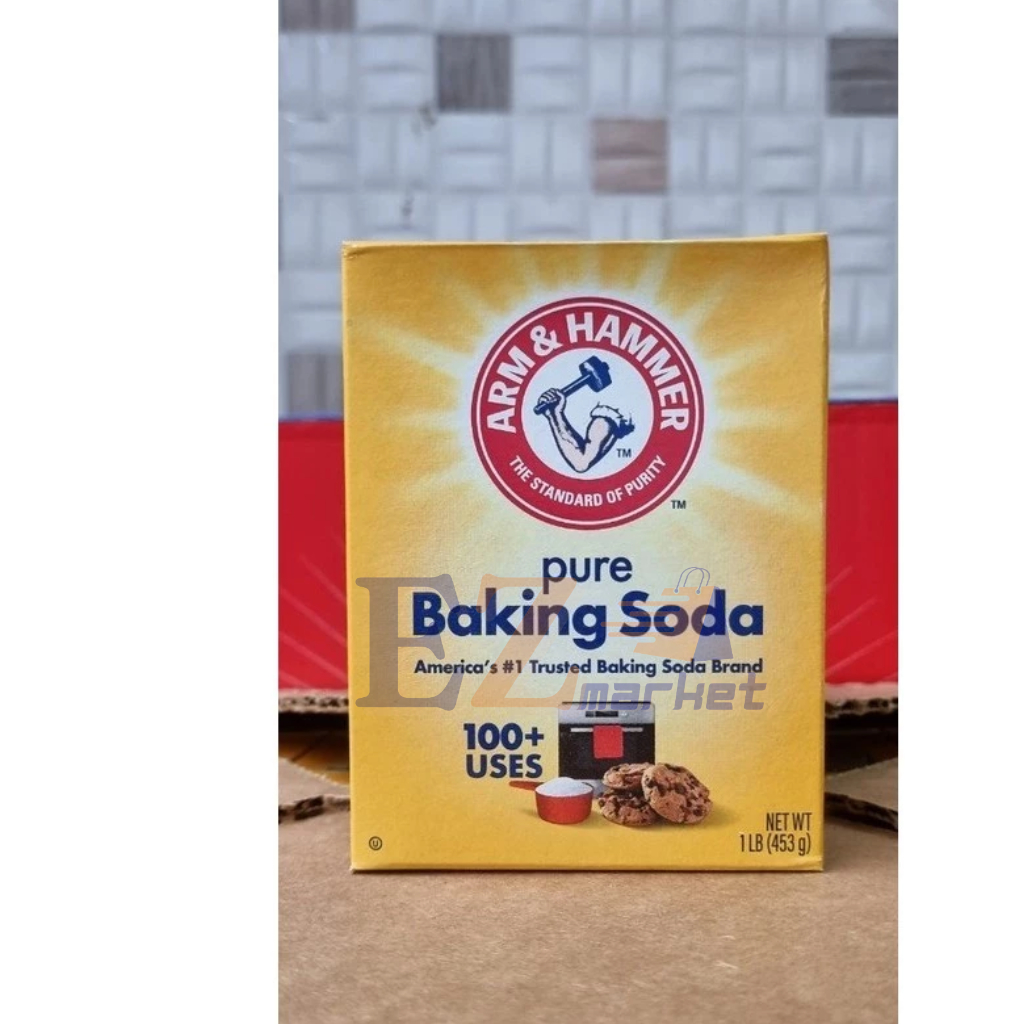 ARM & HAMMER
TM
THE STANDARD OF PURITY
TM
pure
Baking Soda
America's #1 Trusted Baking Soda Brand
EZ market
100+
USES
NET WT
1 LB (453 g)
U